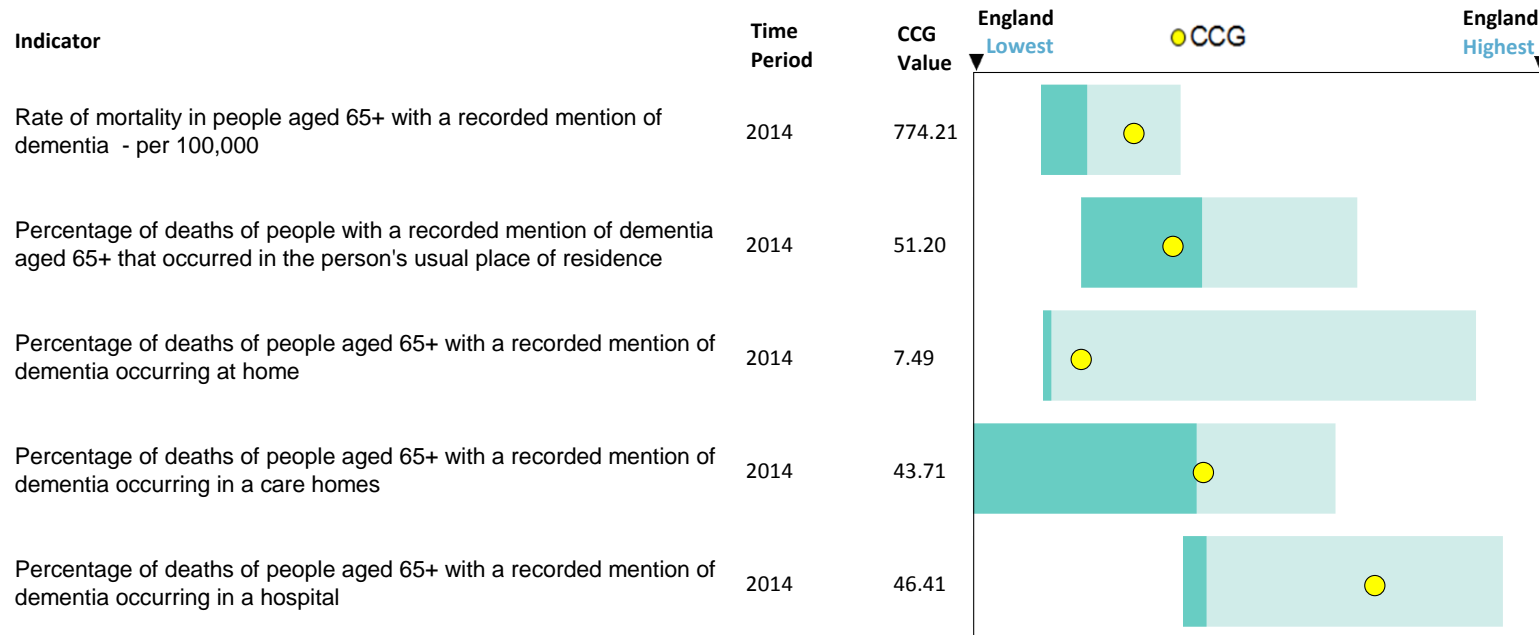 Indicator
Time
Period
CCG
Value
England
Lowest
CCG
England
Highest
Rate of mortality in people aged 65+ with a recorded mention of
dementia - per 100,000
2014
774.21
Percentage of deaths of people with a recorded mention of dementia
aged 65+ that occurred in the person's usual place of residence
2014
51.20
Percentage of deaths of people aged 65+ with a recorded mention of
dementia occurring at home
2014
7.49
Percentage of deaths of people aged 65+ with a recorded mention of
dementia occurring in a care homes
2014
43.71
Percentage of deaths of people aged 65+ with a recorded mention of
dementia occurring in a hospital
2014
46.41